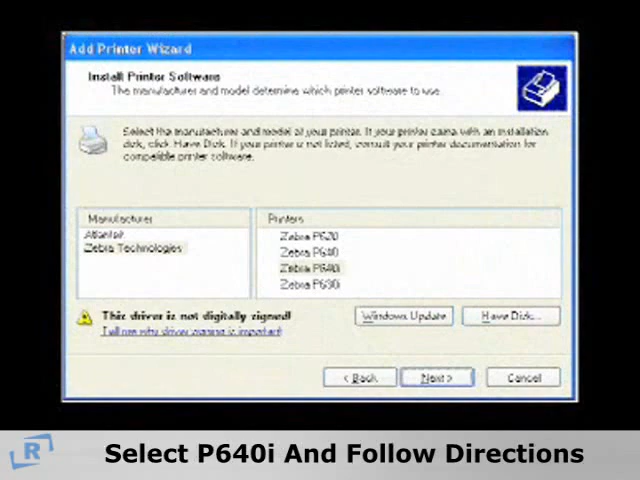 Add Printer Wizard
Install Printer Software
The manufacturer and model determine which printer software to use.
Select the manufacturer and model of your printer. If your printer came with an installation
disk, click Have Disk. If your printer is not listed, consult your printer documentation for
compatible printer software.
Manufacturer
Zebra Technologies
Printers
Zebra P620
Zebra P640
Zebra P640i
Zebra P630i
This driver is not digitally signed!
Tell me why driver signing is important
Windows Update
Have Disk...
< Back
Next >
Cancel
R
Select P640i And Follow Directions